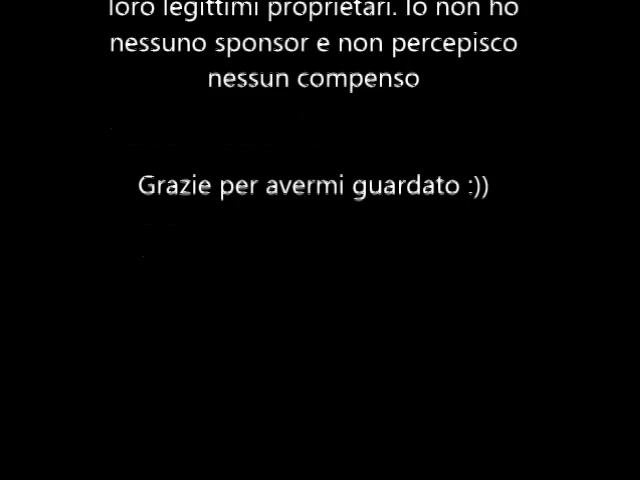 loro legittimi proprietari. Io non ho
nessuno sponsor e non percepisco
nessun compenso
Grazie per avermi guardato :))